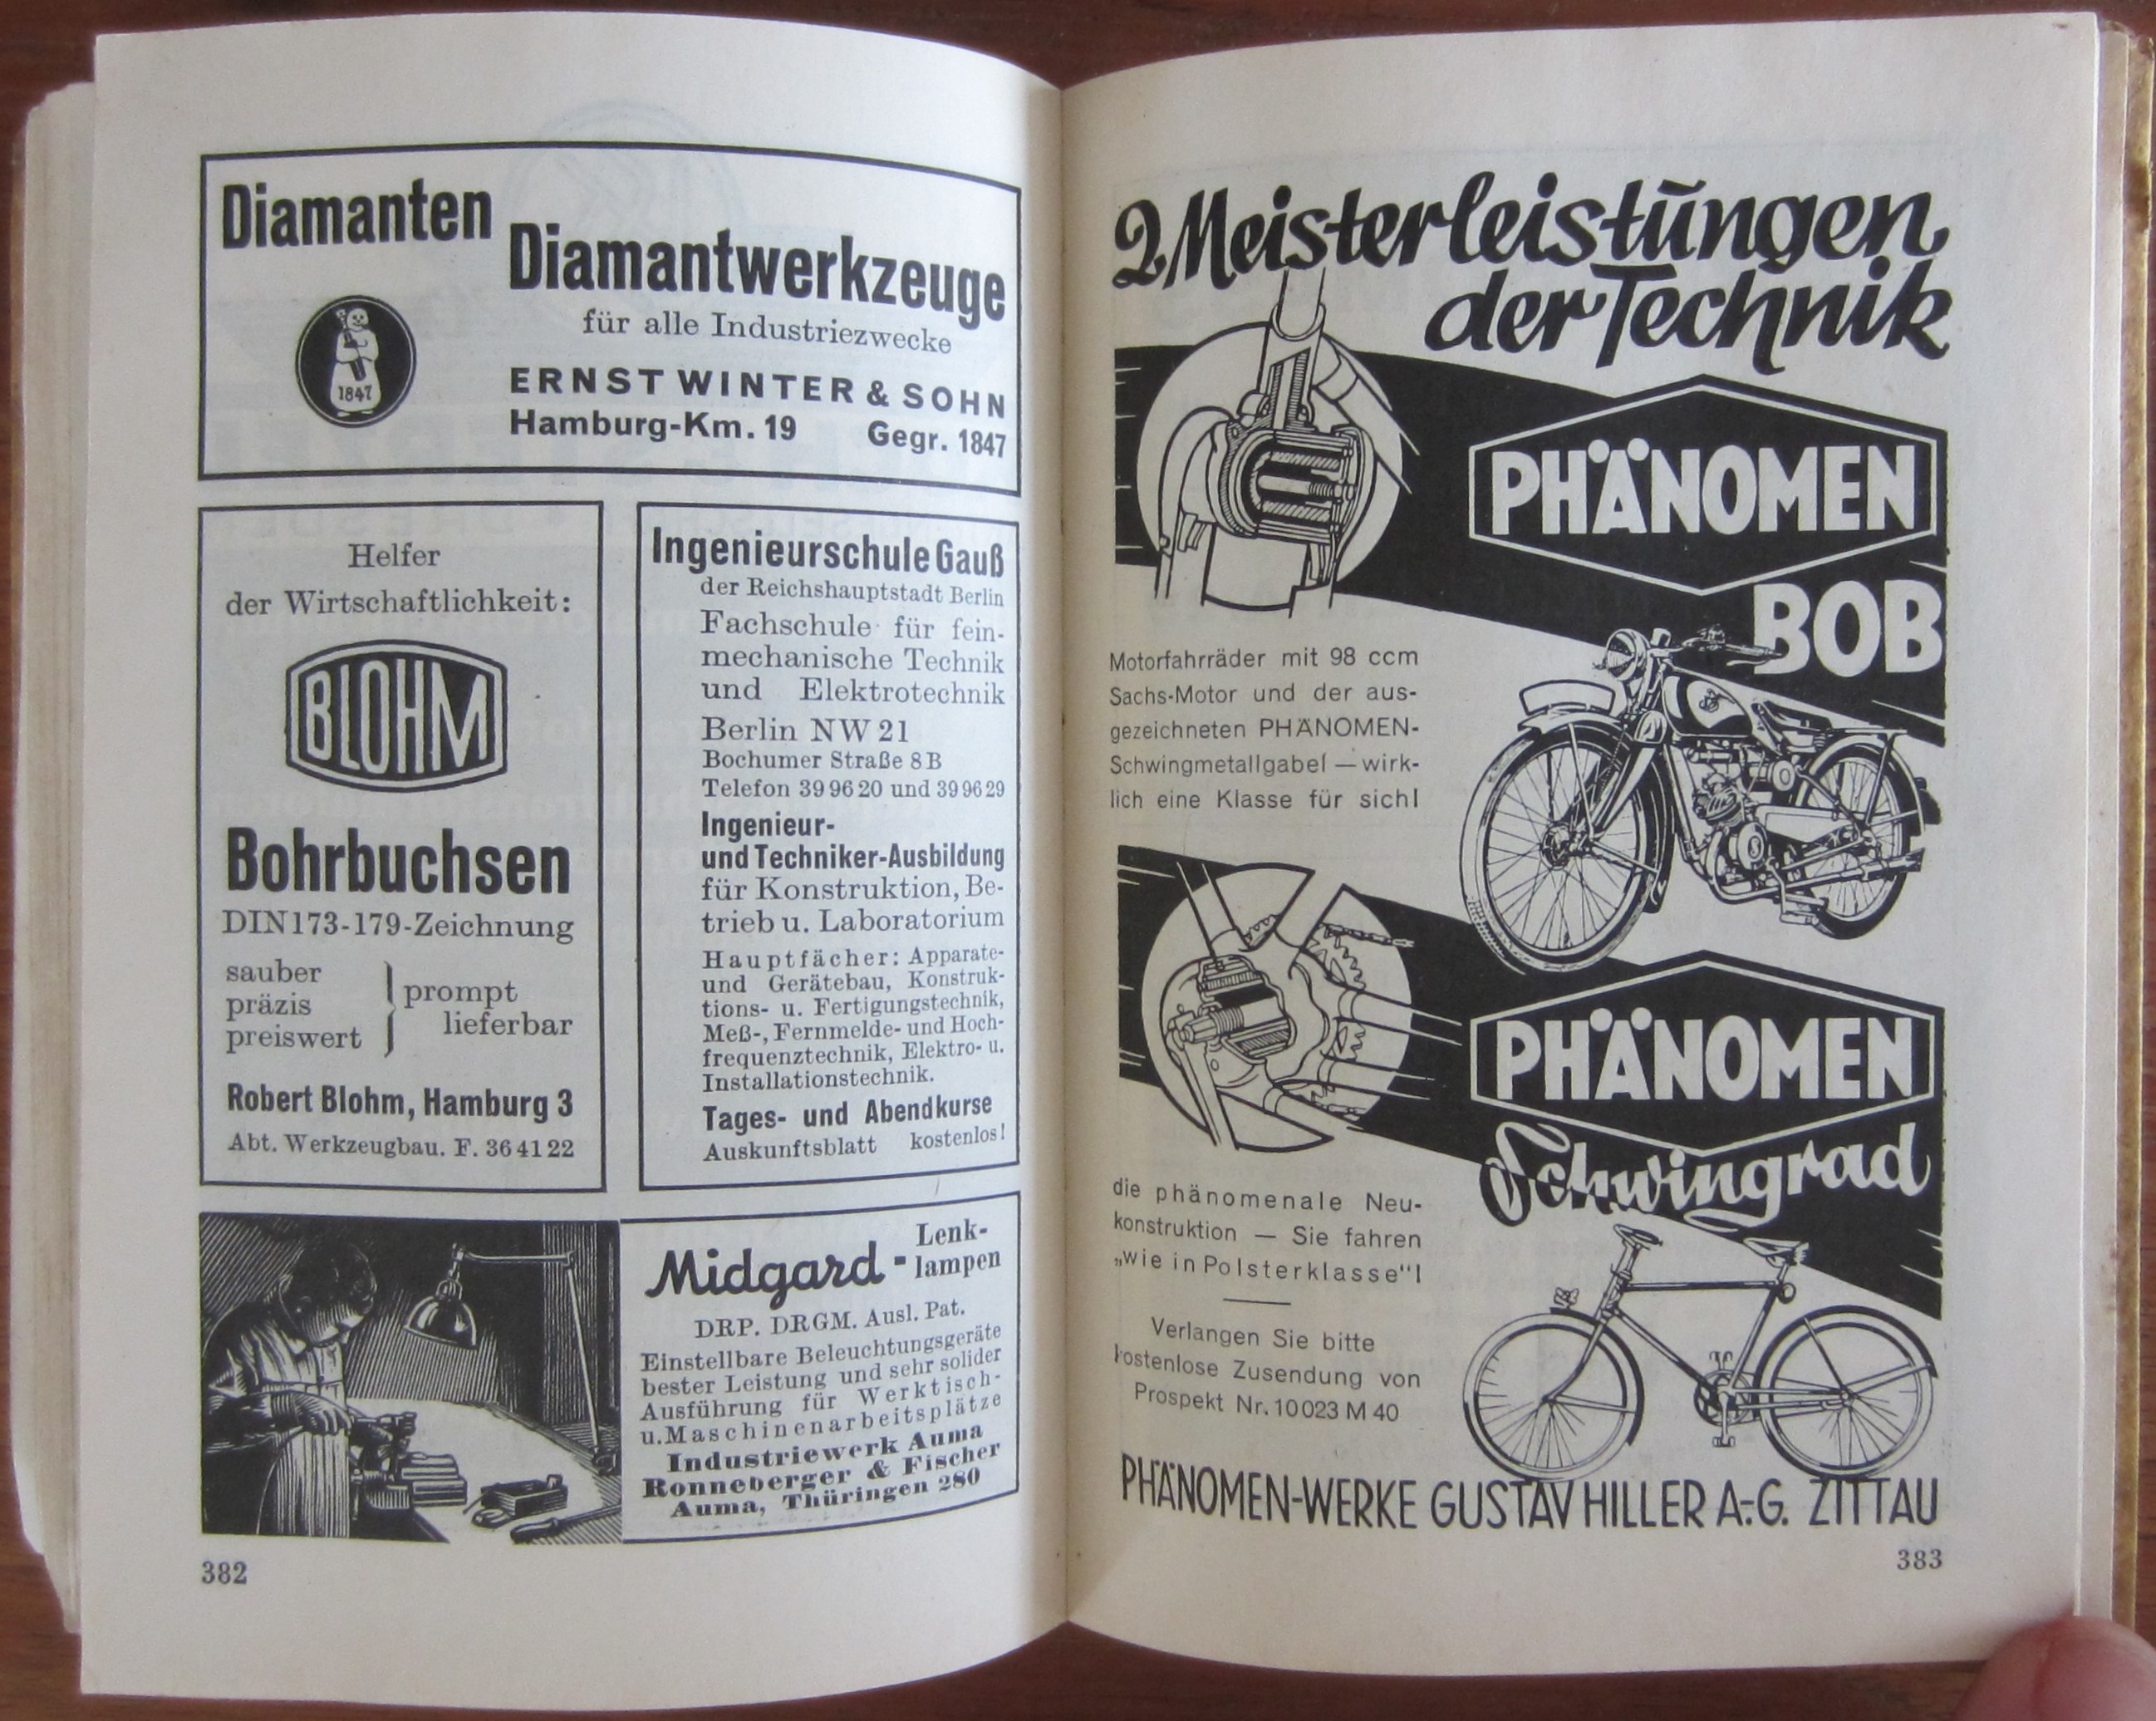 Diamanten
Diamantwerkzeuge
für alle Industriezwecke
1847
ERNST WINTER & SOHN
Hamburg-Km. 19 Gegr. 1847
Helfer
der Wirtschaftlichkeit:
BLOHM
Bohrbuchsen
DIN 173-179-Zeichnung
sauber
präzis
preiswert
prompt
lieferbar
Robert Blohm, Hamburg 3
Abt. Werkzeugbau. F. 36 41 22
Ingenieurschule Gauß
der Reichshauptstadt Berlin
Fachschule für fein-
mechanische Technik
und Elektrotechnik
Berlin NW 21
Bochumer Straße 8 B
Telefon 39 96 20 und 39 96 29
Ingenieur-
und Techniker-Ausbildung
für Konstruktion, Be-
trieb u. Laboratorium
Hauptfächer: Apparate-
und Gerätebau, Konstruk-
tions- u. Fertigungstechnik,
Meß-, Fernmelde- und Hoch-
frequenztechnik, Elektro- u.
Installationstechnik.
Tages- und Abendkurse
Auskunftsblatt kostenlos!
Midgard - Lenk-
lampen
DRP. DRGM. Ausl. Pat.
Einstellbare Beleuchtungsgeräte
bester Leistung und sehr solider
Ausführung für Werktisch-
u. Maschinenarbeitsplätze
Industriewerk Auma
Ronneberger & Fischer
Auma, Thüringen 280
382
2 Meisterleistungen
der Technik
PHÄNOMEN
BOB
Motorfahrräder mit 98 ccm
Sachs-Motor und der aus-
gezeichneten PHÄNOMEN-
Schwingmetallgabel — wirk-
lich eine Klasse für sich!
PHÄNOMEN
Schwingrad
die phänomenale Neu-
konstruktion — Sie fahren
„wie in Polsterklasse"!
Verlangen Sie bitte
kostenlose Zusendung von
Prospekt Nr. 10023 M 40
PHÄNOMEN-WERKE GUSTAV HILLER A.-G. ZITTAU
383